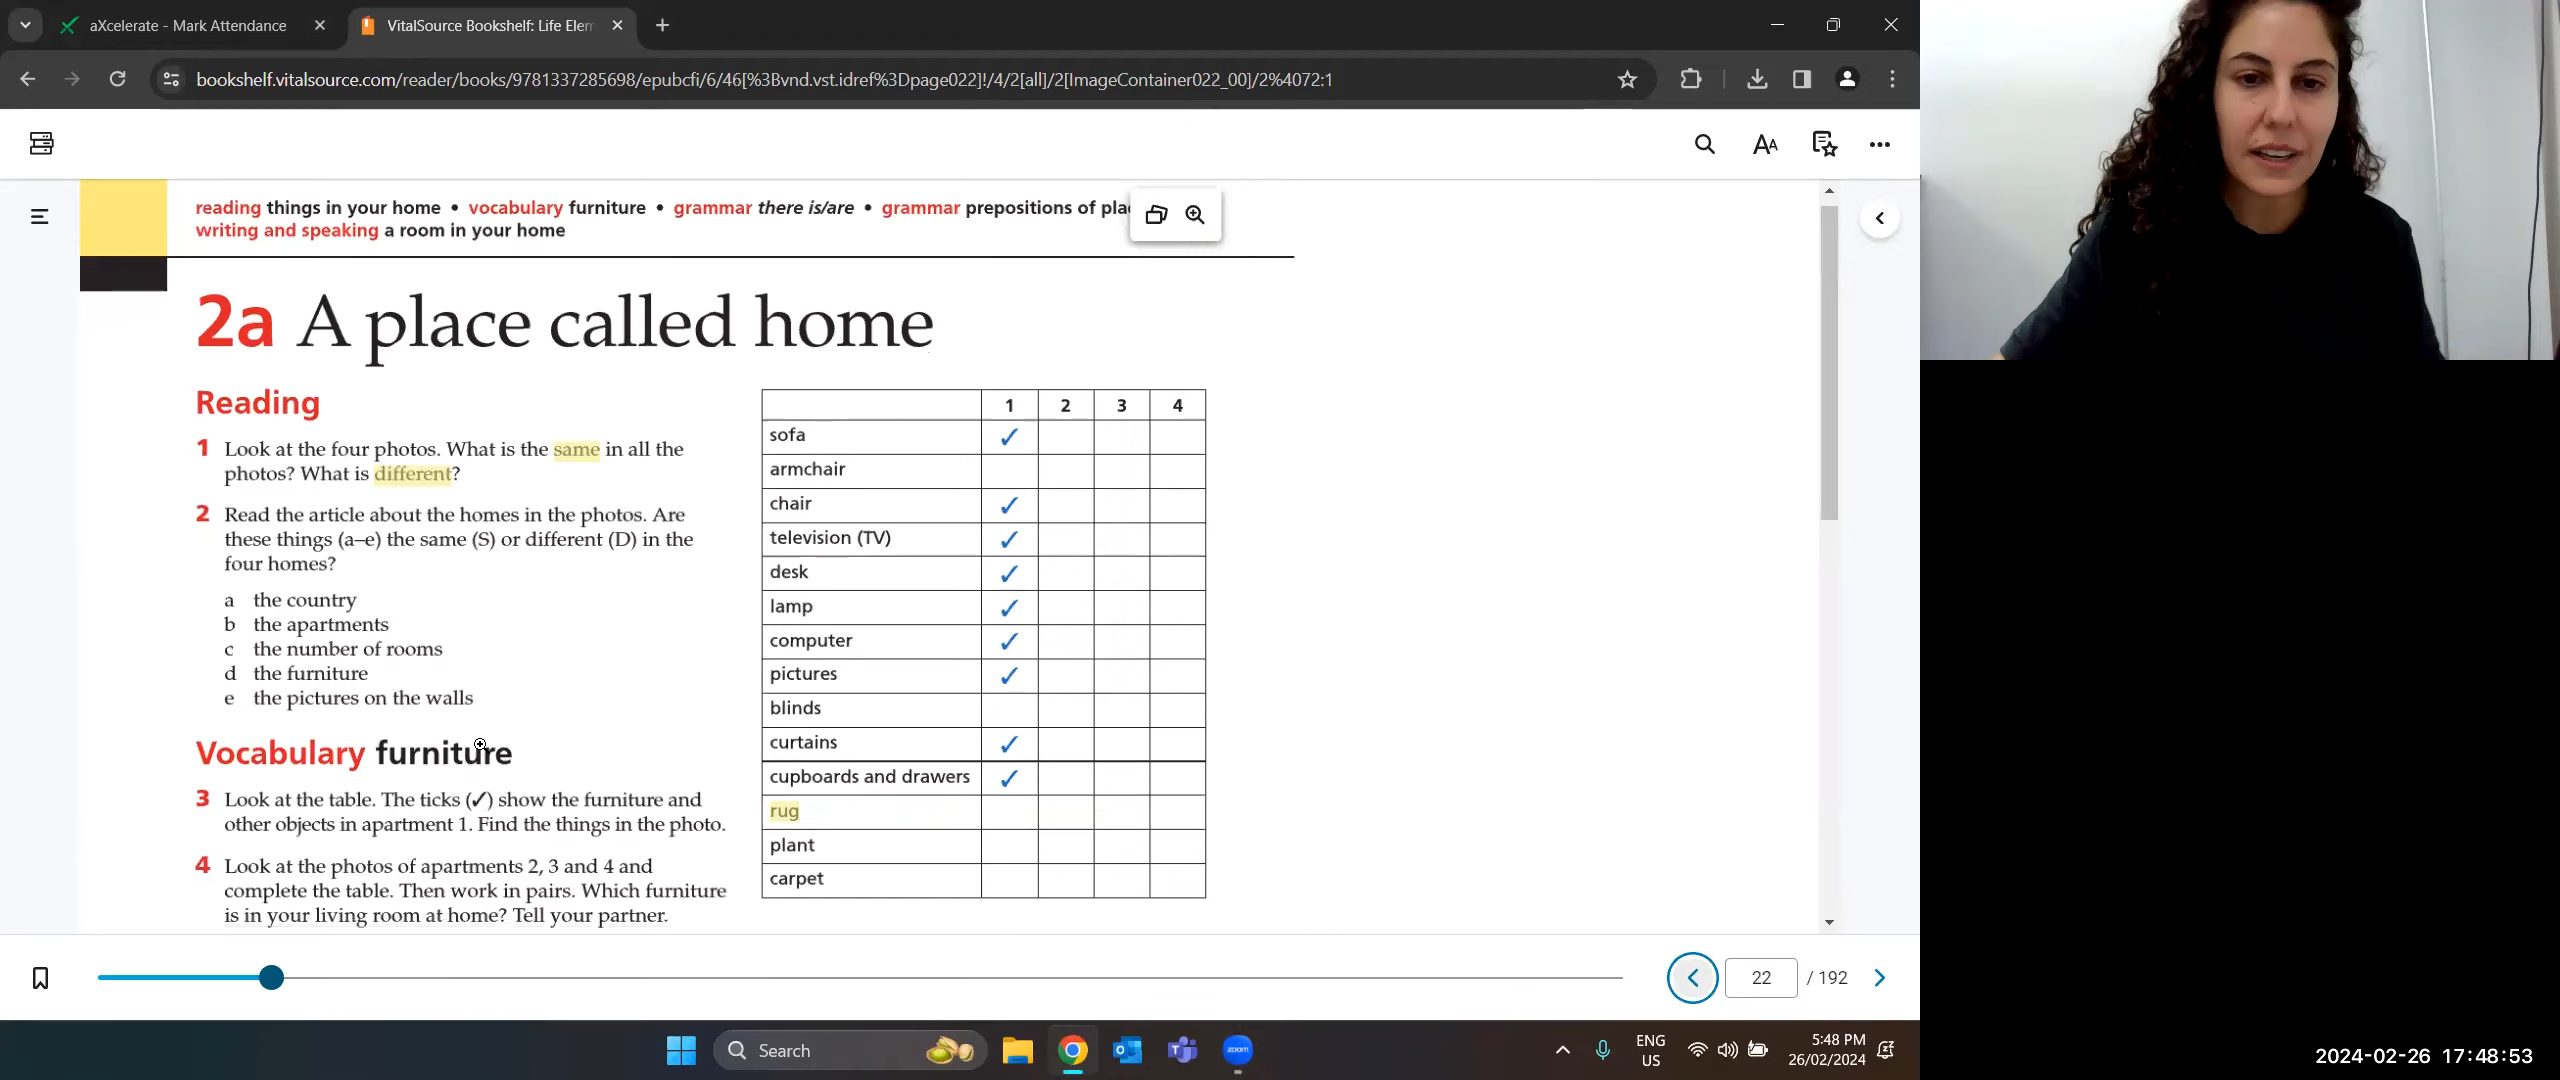 aXcelerate - Mark Attendance
VitalSource Bookshelf: Life Elem
bookshelf.vitalsource.com/reader/books/9781337285698/epubcfi/6/46[%3Bvnd.vst.idref%3Dpage022]!/4/2[all]/2[ImageContainer022_00]/2%4072:1
reading things in your home • vocabulary furniture • grammar there is/are • grammar prepositions of pla
writing and speaking a room in your home
2a A place called home
Reading
1 Look at the four photos. What is the same in all the
photos? What is different?
2 Read the article about the homes in the photos. Are
these things (a–e) the same (S) or different (D) in the
four homes?
a the country
b the apartments
c the number of rooms
d the furniture
e the pictures on the walls
Vocabulary furniture
3 Look at the table. The ticks (✓) show the furniture and
other objects in apartment 1. Find the things in the photo.
4 Look at the photos of apartments 2, 3 and 4 and
complete the table. Then work in pairs. Which furniture
is in your living room at home? Tell your partner.
1 2 3 4
sofa ✓
armchair
chair ✓
television (TV) ✓
desk ✓
lamp ✓
computer ✓
pictures ✓
blinds
curtains ✓
cupboards and drawers ✓
rug
plant
carpet
22 / 192
Search
zoom
ENG
US
5:48 PM
26/02/2024
2024-02-26 17:48:53